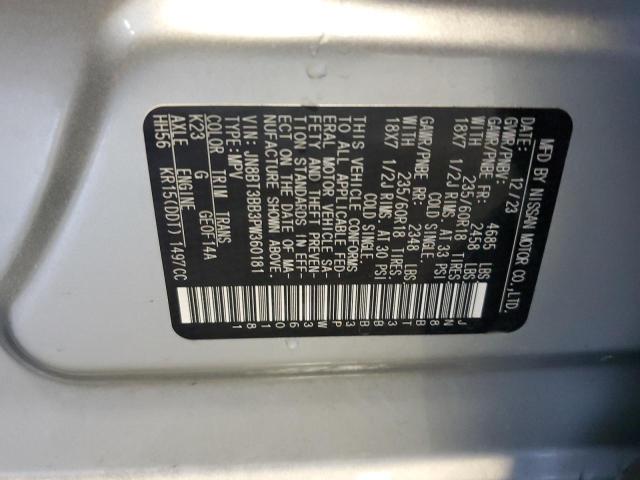 MFD BY NISSAN MOTOR CO.,LTD.
DATE: 12/23
GVWR/PNBV: 4685 LBS
GAWR/PNBE FR: 2458 LBS
WITH 235/60R18 TIRES
18X7 1/2J RIMS AT 33 PSI
COLD SINGLE
GAWR/PNBE RR: 2348 LBS
WITH 235/60R18 TIRES
18X7 1/2J RIMS AT 30 PSI
COLD SINGLE
THIS VEHICLE CONFORMS
TO ALL APPLICABLE FED-
ERAL MOTOR VEHICLE SA-
FETY AND THEFT PREVEN-
TION STANDARDS IN EFF-
ECT ON THE DATE OF MA-
NUFACTURE SHOWN ABOVE.
VIN: JN8BT3BB3PW360181
TYPE: MPV
COLOR TRIM TRANS
K23 G GE0F14A
AXLE ENGINE
HH56 KR15(DDT) 1497CC
JN8BT3BB3PW360181